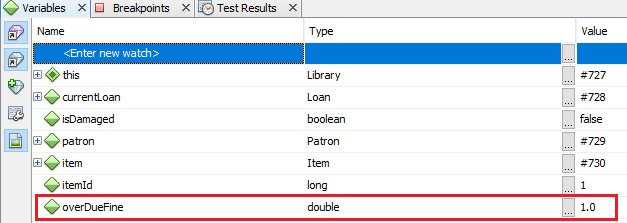 Variables Breakpoints Test Results
Name Type Value
<Enter new watch> ...
this Library ... #727
currentLoan Loan ... #728
isDamaged boolean ... false
patron Patron ... #729
item Item ... #730
itemId long ... 1
overDueFine double ... 1.0